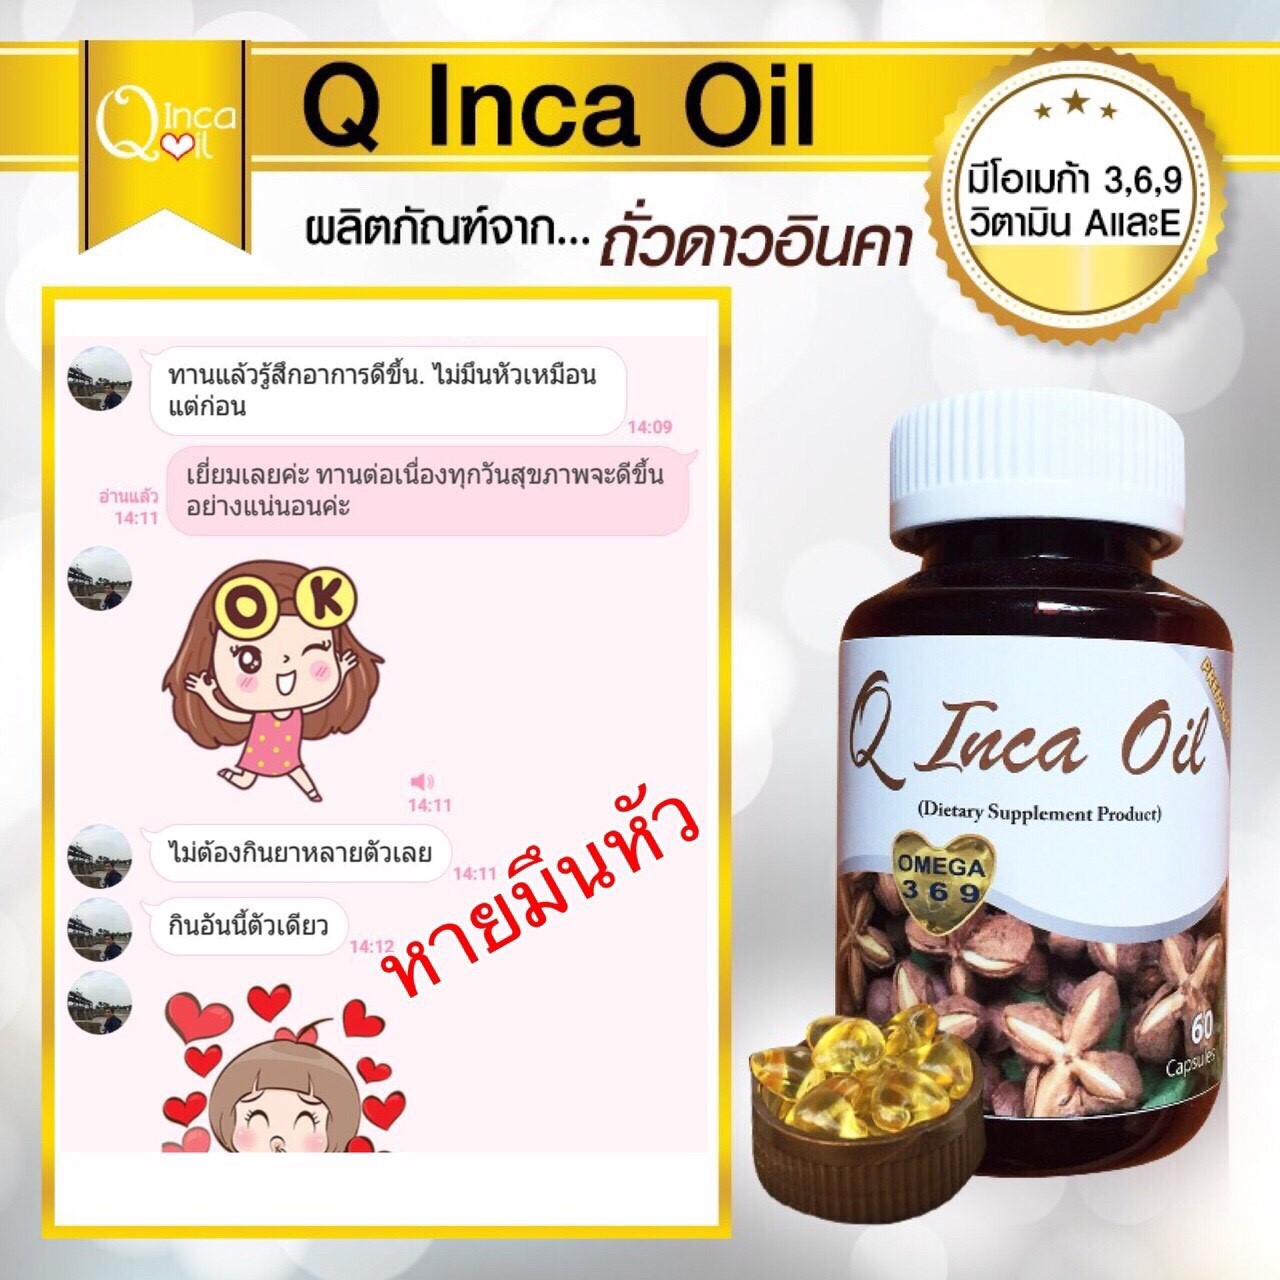 Q Inca Oil
Q Inca Oil
ผลิตภัณฑ์จาก... ถั่วดาวอินคา
มีโอเมก้า 3,6,9
วิตามิน AและE
ทานแล้วรู้สึกอาการดีขึ้น. ไม่มึนหัวเหมือน
แต่ก่อน
14:09
เยี่ยมเลยค่ะ ทานต่อเนื่องทุกวันสุขภาพจะดีขึ้น
อย่างแน่นอนค่ะ
อ่านแล้ว
14:11
OK
14:11
ไม่ต้องกินยาหลายตัวเลย
14:11
กินอันนี้ตัวเดียว
14:12
หายมึนหัว
Q Inca Oil
(Dietary Supplement Product)
OMEGA
3 6 9
60
Capsules